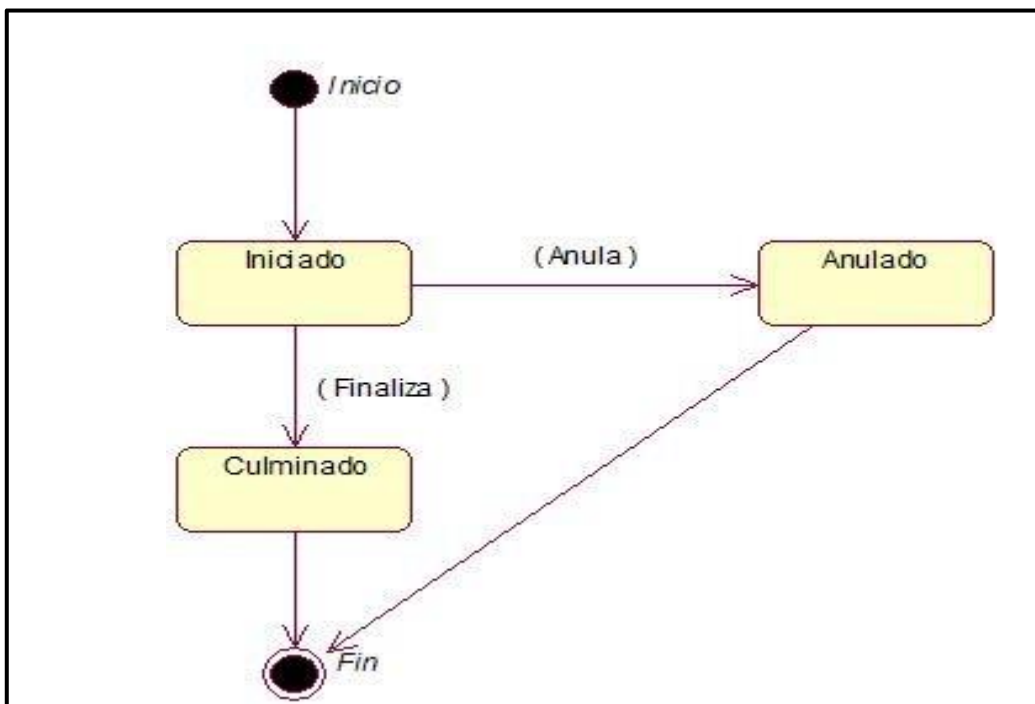 Inicio
Iniciado
( Anula )
Anulado
( Finaliza )
Culminado
Fin